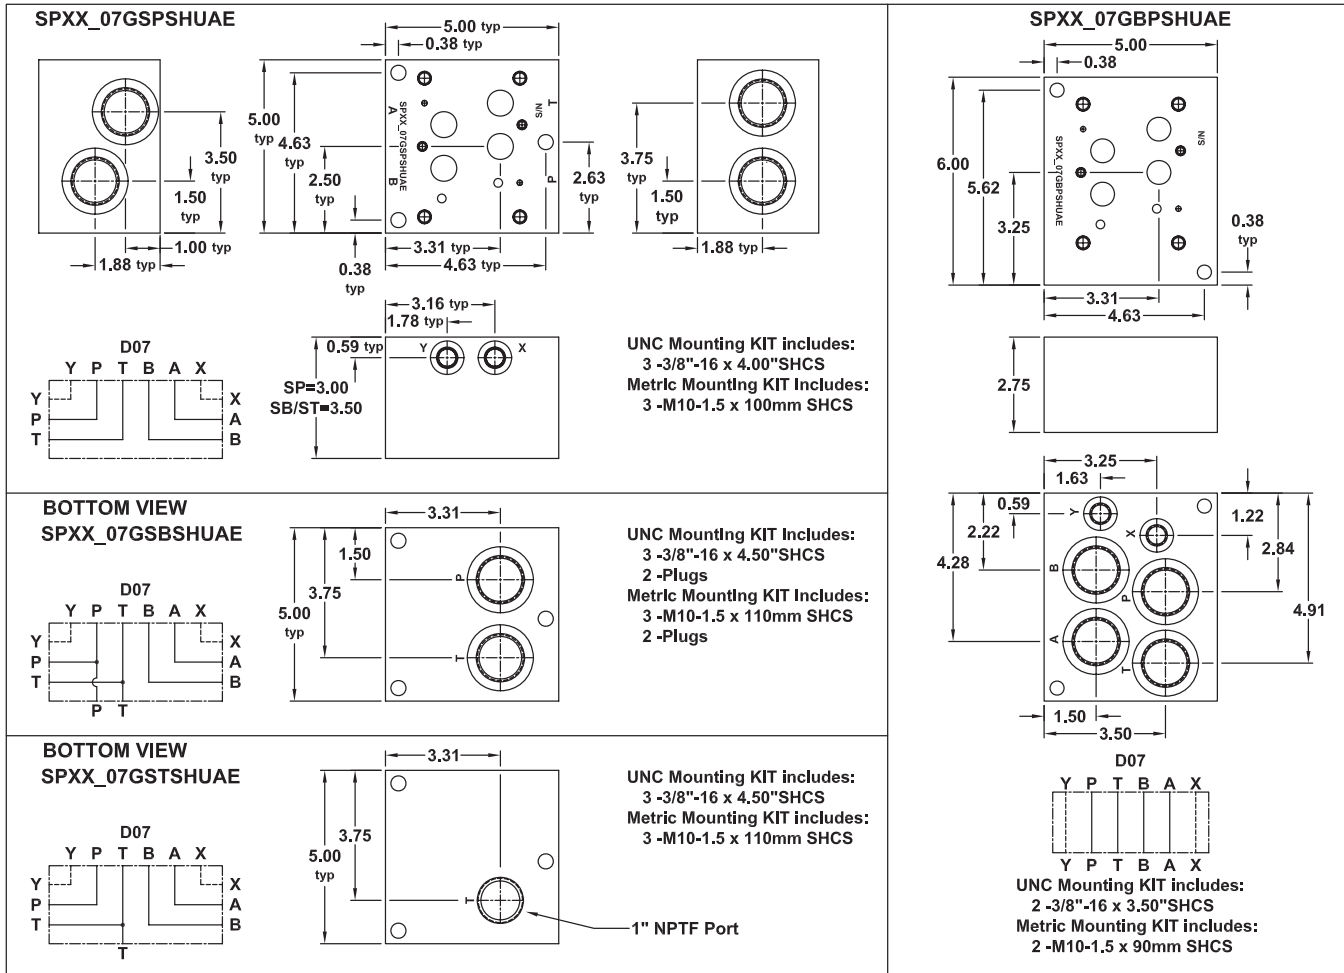 SPXX_07GSPSHUAE
5.00 typ
0.38 typ
5.00
typ
4.63
typ
2.50
typ
3.50
typ
1.50
typ
1.00 typ
1.88 typ
A
B
SPXX_07GSPSHUAE
S/N
T
P
2.63
typ
3.31 typ
4.63 typ
0.38
typ
3.75
typ
1.50
typ
1.88 typ
D07
Y P T B A X
Y
P
T
X
A
B
3.16 typ
1.78 typ
0.59 typ
Y
X
SP=3.00
SB/ST=3.50
UNC Mounting KIT includes:
3 -3/8"-16 x 4.00"SHCS
Metric Mounting KIT Includes:
3 -M10-1.5 x 100mm SHCS
BOTTOM VIEW
SPXX_07GSBSHUAE
D07
Y P T B A X
Y
P
T
X
A
B
P T
3.31
1.50
3.75
5.00
typ
P
T
UNC Mounting KIT includes:
3 -3/8"-16 x 4.50"SHCS
2 -Plugs
Metric Mounting KIT Includes:
3 -M10-1.5 x 110mm SHCS
2 -Plugs
BOTTOM VIEW
SPXX_07GSTSHUAE
D07
Y P T B A X
Y
P
T
X
A
B
T
3.31
3.75
5.00
typ
T
1" NPTF Port
UNC Mounting KIT includes:
3 -3/8"-16 x 4.50"SHCS
Metric Mounting KIT includes:
3 -M10-1.5 x 110mm SHCS
SPXX_07GBPSHUAE
5.00
0.38
6.00
5.62
3.25
SPXX_07GBPSHUAE
S/N
0.38
typ
3.31
4.63
2.75
3.25
1.63
0.59
2.22
4.28
1.22
2.84
4.91
Y
X
B
P
A
T
1.50
3.50
D07
Y P T B A X
Y P T B A X
UNC Mounting KIT includes:
2 -3/8"-16 x 3.50"SHCS
Metric Mounting KIT includes:
2 -M10-1.5 x 90mm SHCS